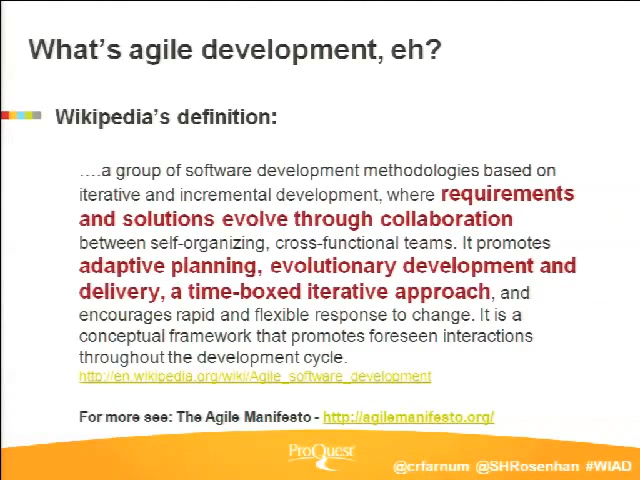 What's agile development, eh?
Wikipedia's definition:
....a group of software development methodologies based on
iterative and incremental development, where requirements
and solutions evolve through collaboration
between self-organizing, cross-functional teams. It promotes
adaptive planning, evolutionary development and
delivery, a time-boxed iterative approach, and
encourages rapid and flexible response to change. It is a
conceptual framework that promotes foreseen interactions
throughout the development cycle.
http://en.wikipedia.org/wiki/Agile_software_development
For more see: The Agile Manifesto - http://agilemanifesto.org/
ProQuest
@crfarnum @SHRosenhan #WIAD